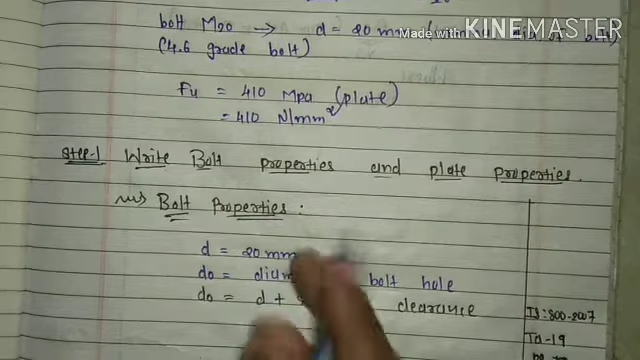 bolt M20 → d = 20 mm
Made with KINEMASTER
(4.6 grade bolt)
Fu = 410 Mpa (plate)
= 410 N/mm²
Step-1 Write Bolt properties and plate properties.
Bolt Properties :
d = 20 mm
do = bolt hole
do = d + clearance
IS:800-2007
Ta-19